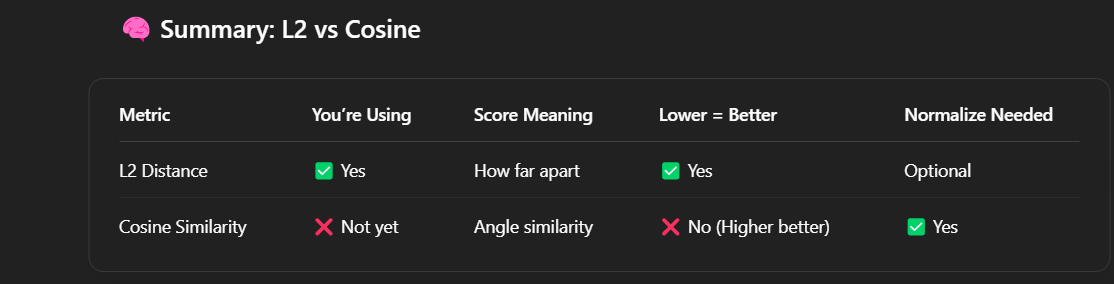 🧠 Summary: L2 vs Cosine
Metric You’re Using Score Meaning Lower = Better Normalize Needed
L2 Distance ✅ Yes How far apart ✅ Yes Optional
Cosine Similarity ❌ Not yet Angle similarity ❌ No (Higher better) ✅ Yes